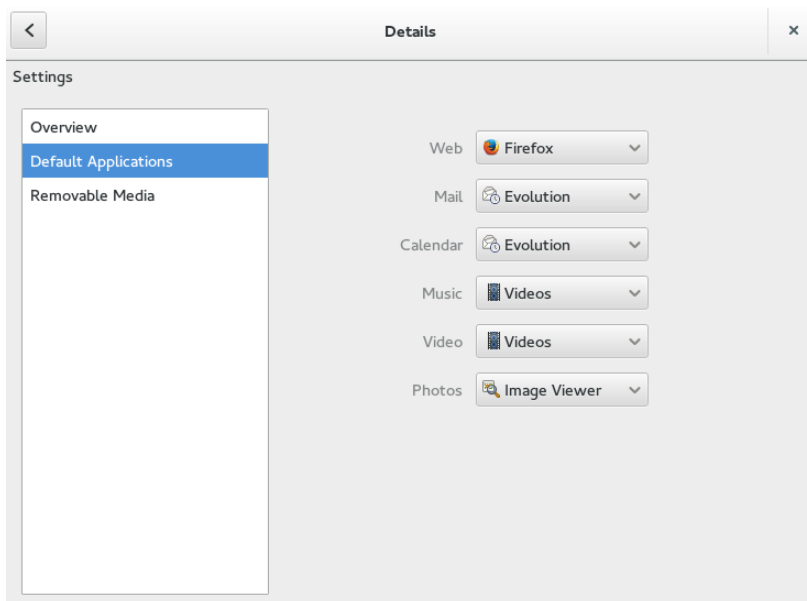 Details
Settings
Overview
Default Applications
Removable Media
Web Firefox
Mail Evolution
Calendar Evolution
Music Videos
Video Videos
Photos Image Viewer